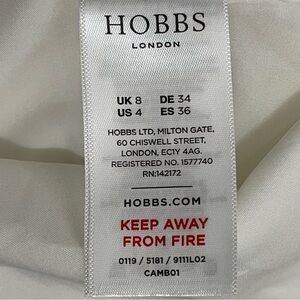 HOBBS
LONDON
UK 8 DE 34
US 4 ES 36
HOBBS LTD, MILTON GATE,
60 CHISWELL STREET,
LONDON, EC1Y 4AG.
REGISTERED NO. 1577740
RN:142172
HOBBS.COM
KEEP AWAY
FROM FIRE
0119 / 5181 / 9111L02
CAMB01